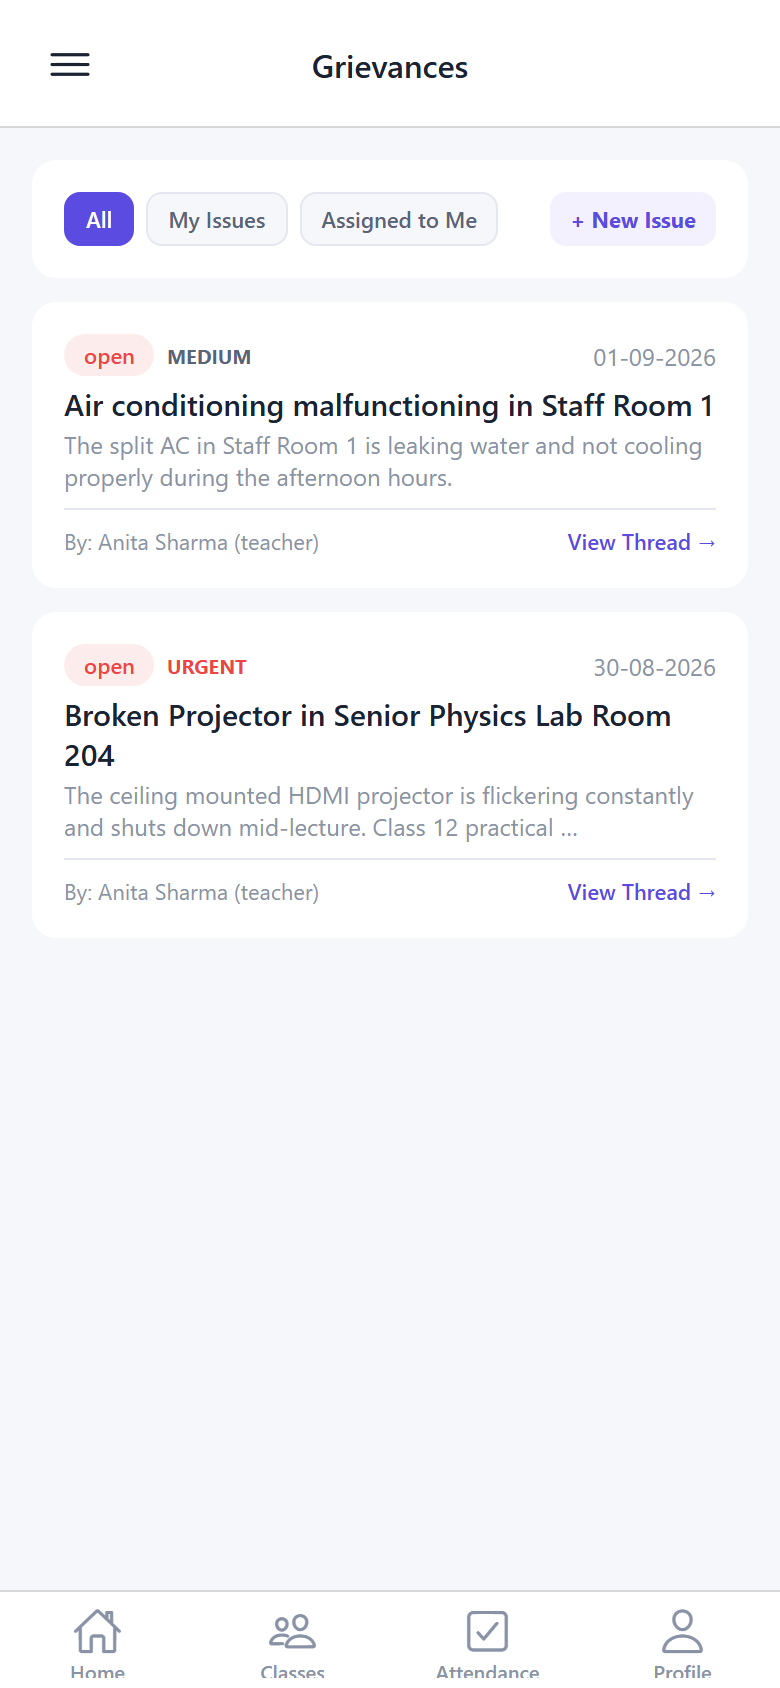 Grievances
All
My Issues
Assigned to Me
+ New Issue
open
MEDIUM
01-09-2026
Air conditioning malfunctioning in Staff Room 1
The split AC in Staff Room 1 is leaking water and not cooling
properly during the afternoon hours.
By: Anita Sharma (teacher)
View Thread →
open
URGENT
30-08-2026
Broken Projector in Senior Physics Lab Room
204
The ceiling mounted HDMI projector is flickering constantly
and shuts down mid-lecture. Class 12 practical ...
By: Anita Sharma (teacher)
View Thread →
Home
Classes
Attendance
Profile